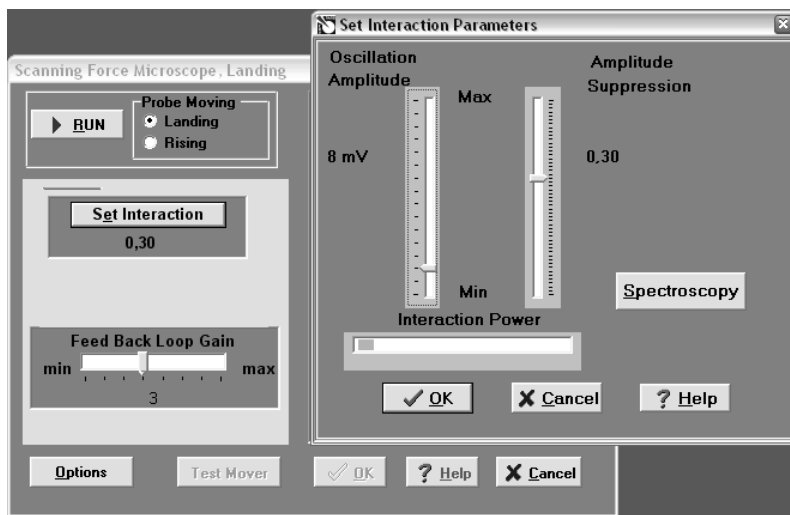 Set Interaction Parameters
Scanning Force Microscope, Landing
Probe Moving
RUN
Landing
Rising
Set Interaction
0,30
Feed Back Loop Gain
min
max
3
Options
Test Mover
OK
Help
Cancel
Oscillation
Amplitude
Max
Amplitude
Suppression
8 mV
0,30
Min
Spectroscopy
Interaction Power
OK
Cancel
Help